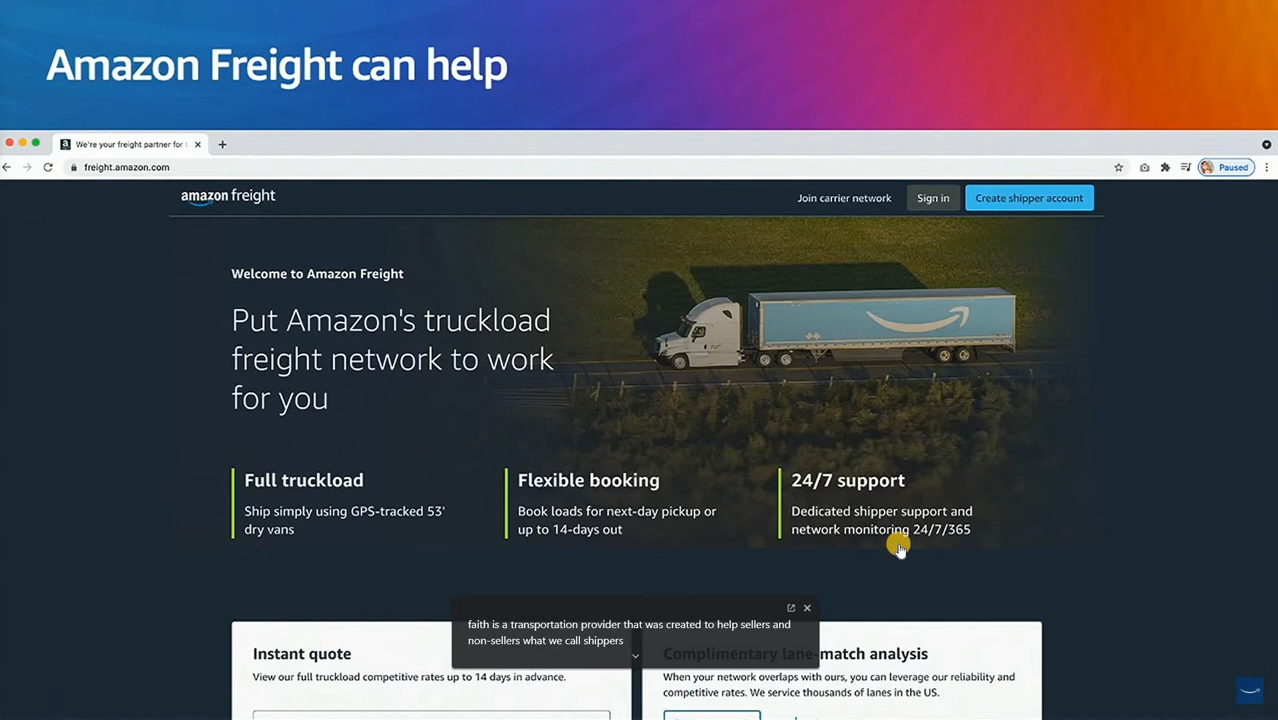 Amazon Freight can help
We're your freight partner for
freight.amazon.com
Paused
amazon freight
Join carrier network
Sign in
Create shipper account
Welcome to Amazon Freight
Put Amazon's truckload
freight network to work
for you
Full truckload
Ship simply using GPS-tracked 53'
dry vans
Flexible booking
Book loads for next-day pickup or
up to 14-days out
24/7 support
Dedicated shipper support and
network monitoring 24/7/365
faith is a transportation provider that was created to help sellers and
non-sellers what we call shippers
Instant quote
View our full truckload competitive rates up to 14 days in advance.
Complimentary lane-match analysis
When your network overlaps with ours, you can leverage our reliability and
competitive rates. We service thousands of lanes in the US.